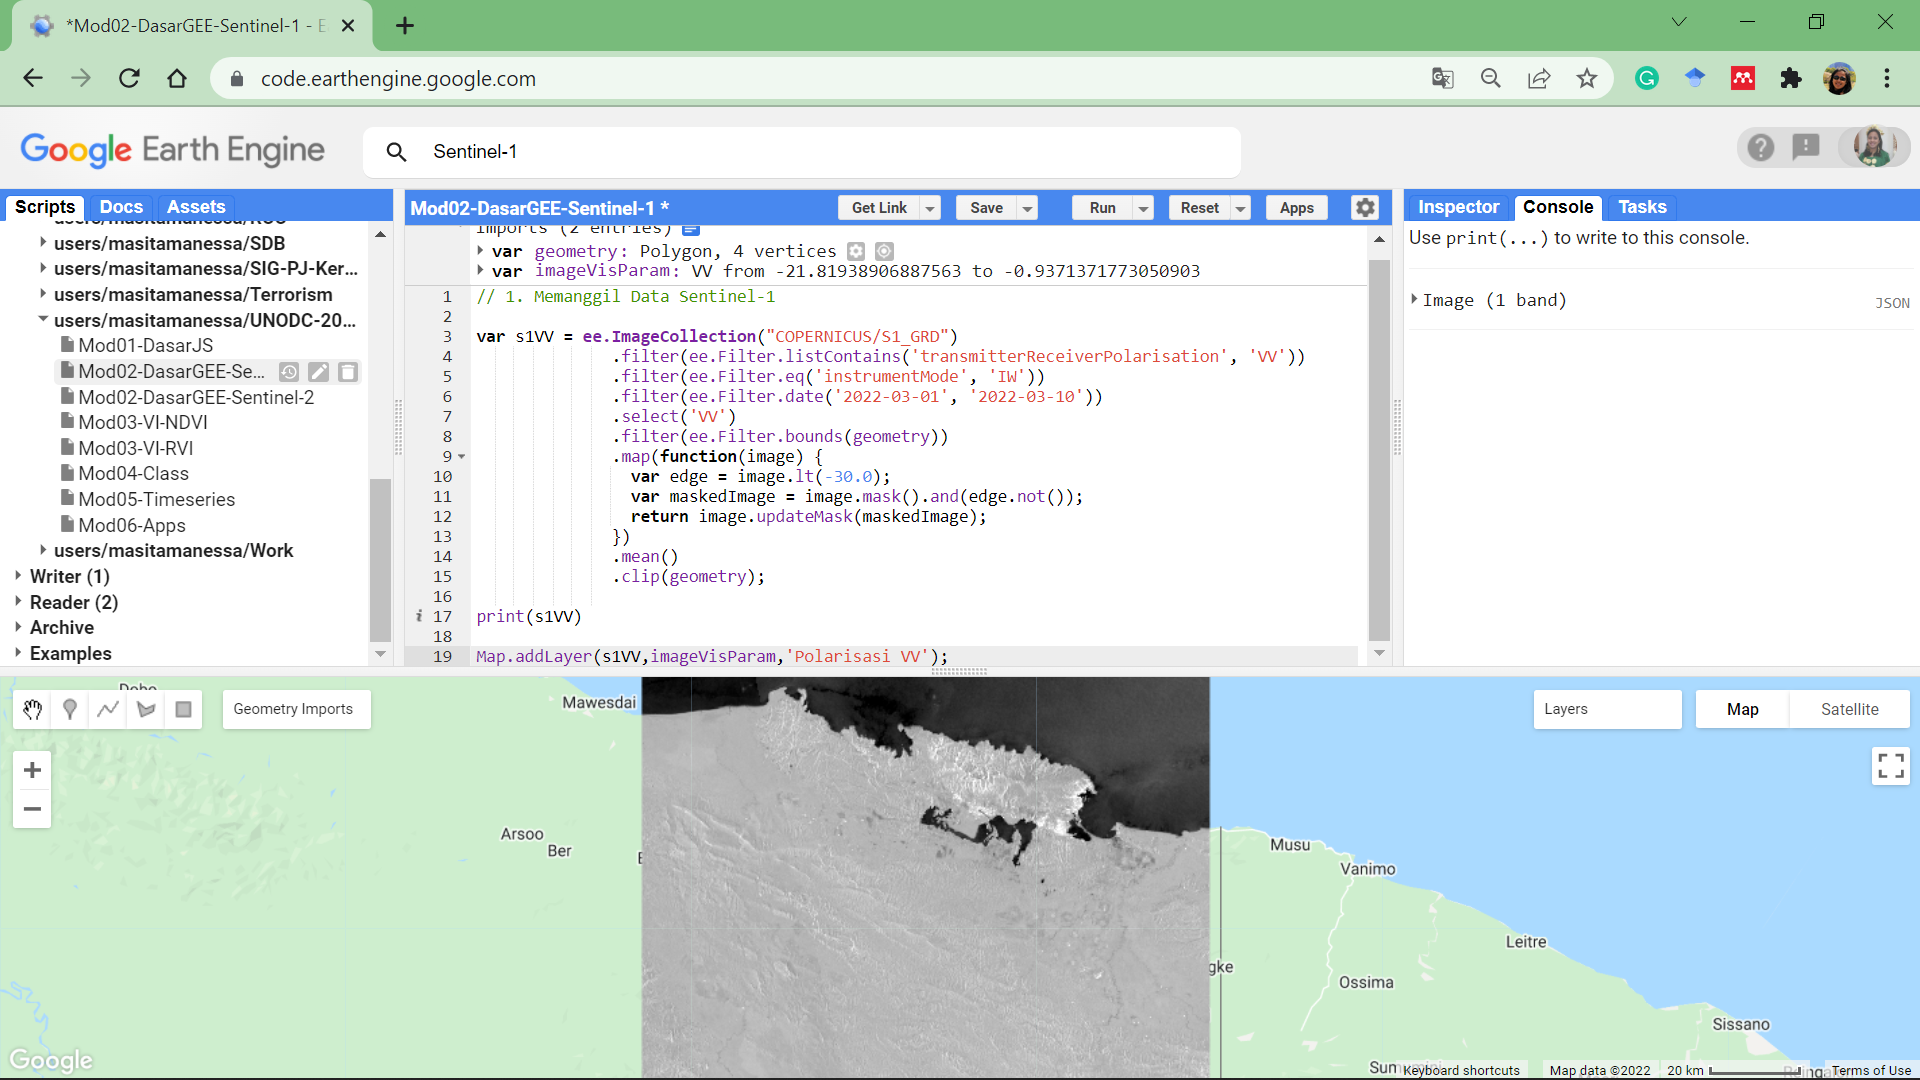 *Mod02-DasarGEE-Sentinel-1 - E
code.earthengine.google.com
Google Earth Engine
Sentinel-1
Scripts Docs Assets
users/masitamanessa/SDB
users/masitamanessa/SIG-PJ-Ker...
users/masitamanessa/Terrorism
users/masitamanessa/UNODC-20...
Mod01-DasarJS
Mod02-DasarGEE-Se...
Mod02-DasarGEE-Sentinel-2
Mod03-VI-NDVI
Mod03-VI-RVI
Mod04-Class
Mod05-Timeseries
Mod06-Apps
users/masitamanessa/Work
Writer (1)
Reader (2)
Archive
Examples
Mod02-DasarGEE-Sentinel-1 *
Get Link Save Run Reset Apps
Imports (2 entries)
var geometry: Polygon, 4 vertices
var imageVisParam: VV from -21.81938906887563 to -0.9371371773050903
1 // 1. Memanggil Data Sentinel-1
2
3 var s1VV = ee.ImageCollection("COPERNICUS/S1_GRD")
4 .filter(ee.Filter.listContains('transmitterReceiverPolarisation', 'VV'))
5 .filter(ee.Filter.eq('instrumentMode', 'IW'))
6 .filter(ee.Filter.date('2022-03-01', '2022-03-10'))
7 .select('VV')
8 .filter(ee.Filter.bounds(geometry))
9 .map(function(image) {
10 var edge = image.lt(-30.0);
11 var maskedImage = image.mask().and(edge.not());
12 return image.updateMask(maskedImage);
13 })
14 .mean()
15 .clip(geometry);
16
i 17 print(s1VV)
18
19 Map.addLayer(s1VV,imageVisParam,'Polarisasi VV');
Inspector Console Tasks
Use print(...) to write to this console.
Image (1 band) JSON
Geometry Imports
Layers
Map Satellite
Dobo
Mawesdai
Arsoo
Ber
Musu
Vanimo
Leitre
gke
Ossima
Sissano
Google
Keyboard shortcuts Map data ©2022 20 km Terms of Use